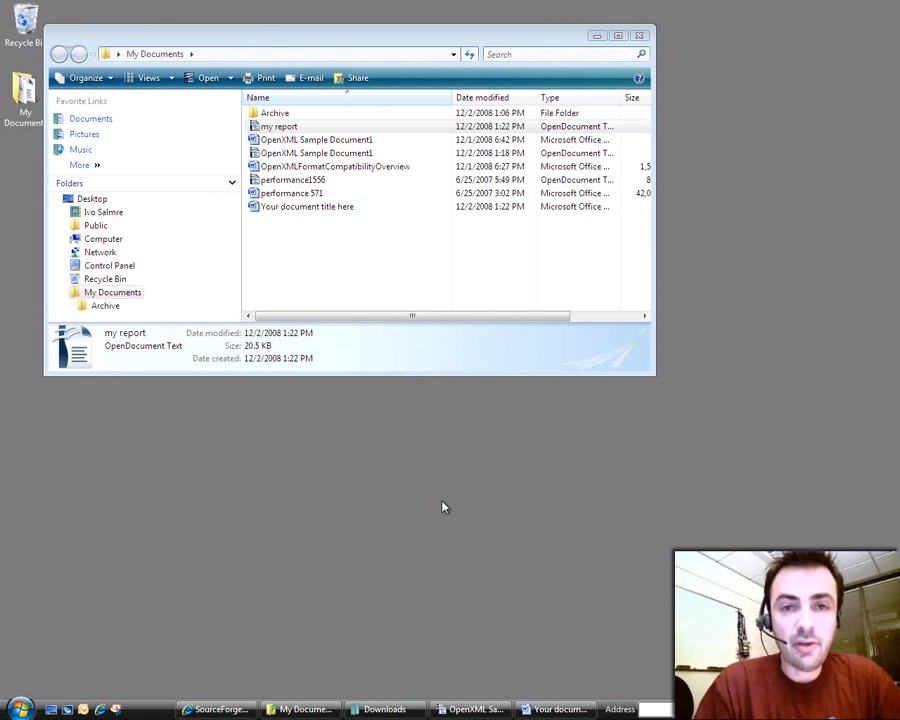 Recycle Bi
My
Document
My Documents
Search
Organize Views Open Print E-mail Share
Favorite Links
Documents
Pictures
Music
More »
Folders
Desktop
Ivo Salmre
Public
Computer
Network
Control Panel
Recycle Bin
My Documents
Archive
Name Date modified Type Size
Archive 12/2/2008 1:06 PM File Folder
my report 12/2/2008 1:22 PM OpenDocument T...
OpenXML Sample Document1 12/1/2008 6:42 PM Microsoft Office ...
OpenXML Sample Document1 12/2/2008 1:18 PM OpenDocument T...
OpenXMLFormatCompatibilityOverview 12/1/2008 6:27 PM Microsoft Office ... 1,5
performance1556 6/25/2007 5:49 PM OpenDocument T... 8
performance 571 6/25/2007 3:02 PM Microsoft Office ... 42,0
Your document title here 12/2/2008 1:22 PM Microsoft Office ...
my report Date modified: 12/2/2008 1:22 PM
OpenDocument Text Size: 20.5 KB
Date created: 12/2/2008 1:22 PM
SourceForge... My Docume... Downloads OpenXML Sa... Your docum... Address